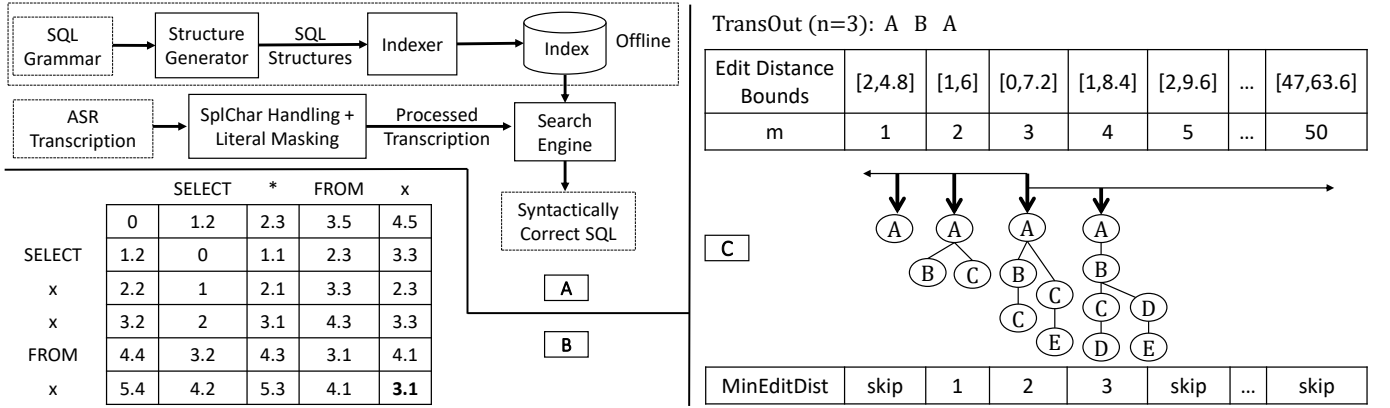 SQL
Grammar
Structure
Generator
SQL
Structures
Indexer
Index
Offline
ASR
Transcription
SplChar Handling +
Literal Masking
Processed
Transcription
Search
Engine
Syntactically
Correct SQL
A
SELECT * FROM x
0 1.2 2.3 3.5 4.5
SELECT 1.2 0 1.1 2.3 3.3
x 2.2 1 2.1 3.3 2.3
x 3.2 2 3.1 4.3 3.3
FROM 4.4 3.2 4.3 3.1 4.1
x 5.4 4.2 5.3 4.1 3.1
B
TransOut (n=3): A B A
Edit Distance
Bounds
[2,4.8] [1,6] [0,7.2] [1,8.4] [2,9.6] ... [47,63.6]
m 1 2 3 4 5 ... 50
C
A A A A
B C B C B
C E C D
D E
MinEditDist skip 1 2 3 skip ... skip